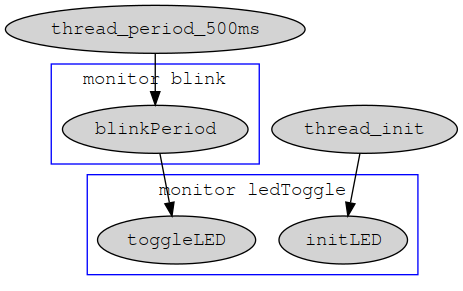 thread_period_500ms
monitor blink
blinkPeriod
thread_init
monitor ledToggle
toggleLED
initLED